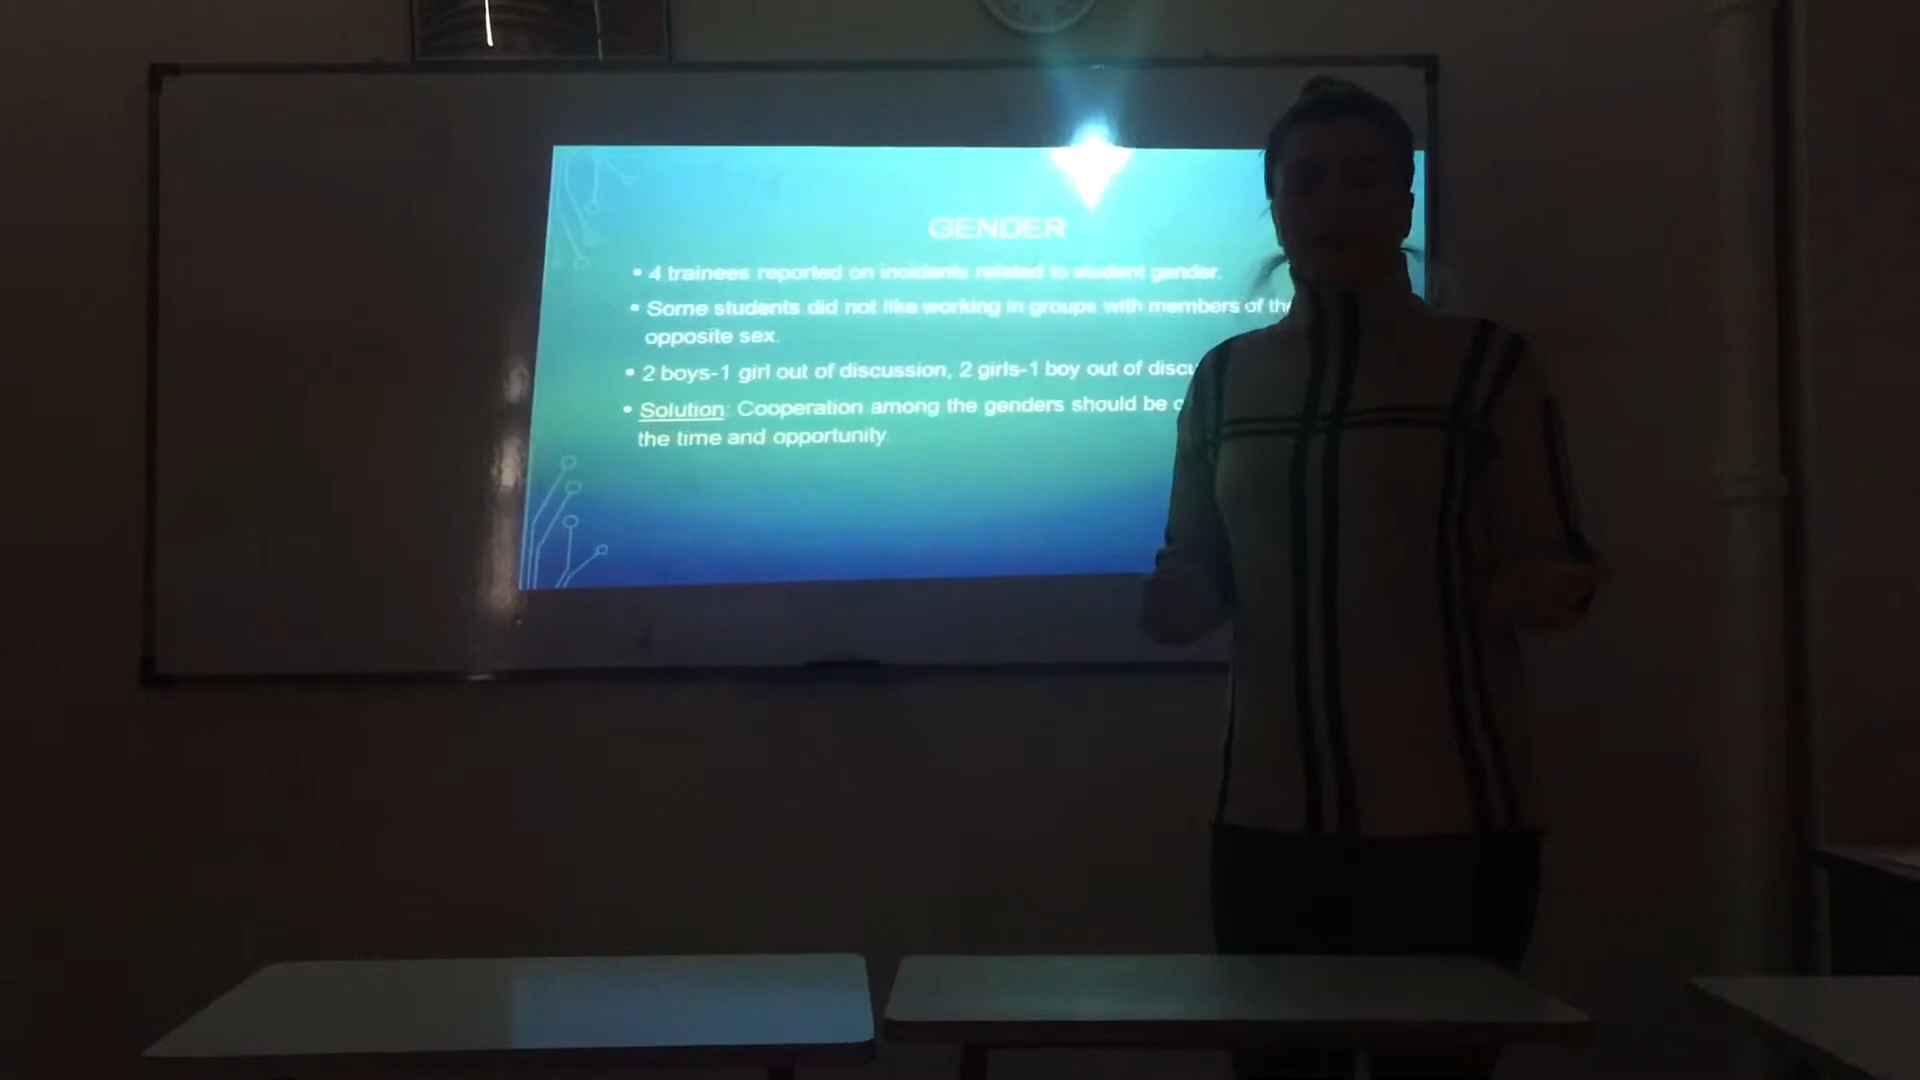 GENDER
• 4 trainees reported on incidents related to student gender.
• Some students did not like working in groups with members of the
opposite sex.
• 2 boys-1 girl out of discussion, 2 girls-1 boy out of
• Solution: Cooperation among the genders should be
the time and opportunity.